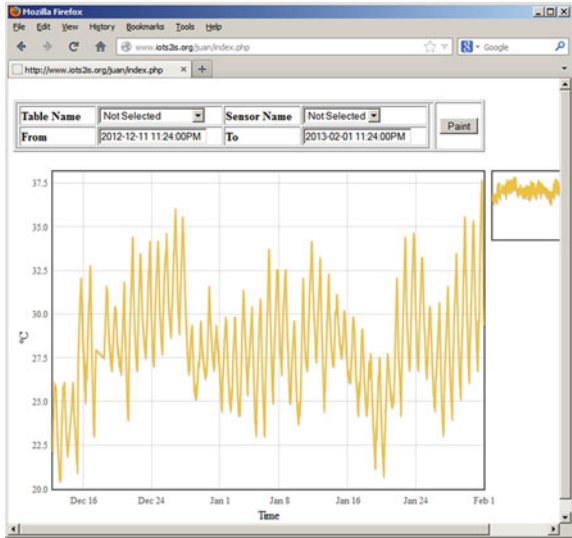 Mozilla Firefox
File Edit View History Bookmarks Tools Help
www.iots2is.org/juan/index.php
Google
http://www.iots2is.org/juan/index.php
Table Name Not Selected Sensor Name Not Selected
From 2012-12-11 11:24:00PM To 2013-02-01 11:24:00PM
Paint
37.5
35.0
32.5
30.0
°C
27.5
25.0
22.5
20.0
Dec 16 Dec 24 Jan 1 Jan 8 Jan 16 Jan 24 Feb 1
Time